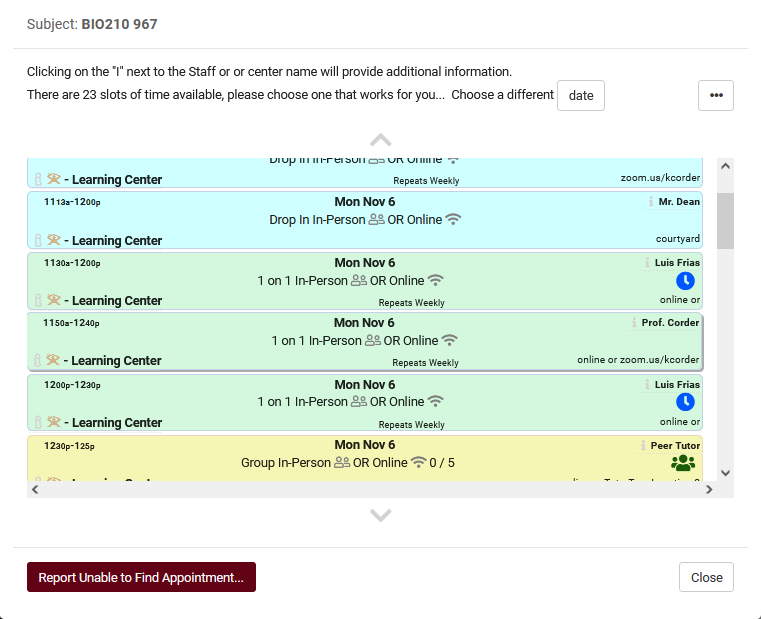 Subject: BIO210 967
Clicking on the "I" next to the Staff or or center name will provide additional information.
There are 23 slots of time available, please choose one that works for you... Choose a different date
Drop In In-Person OR Online
- Learning Center Repeats Weekly zoom.us/kcorder
1113a-1200p Mon Nov 6 Mr. Dean
Drop In In-Person OR Online
- Learning Center courtyard
1130a-1200p Mon Nov 6 Luis Frias
1 on 1 In-Person OR Online
- Learning Center Repeats Weekly online or
1150a-1240p Mon Nov 6 Prof. Corder
1 on 1 In-Person OR Online
- Learning Center Repeats Weekly online or zoom.us/kcorder
1200p-1230p Mon Nov 6 Luis Frias
1 on 1 In-Person OR Online
- Learning Center Repeats Weekly online or
1230p-125p Mon Nov 6 Peer Tutor
Group In-Person OR Online 0 / 5
Report Unable to Find Appointment... Close